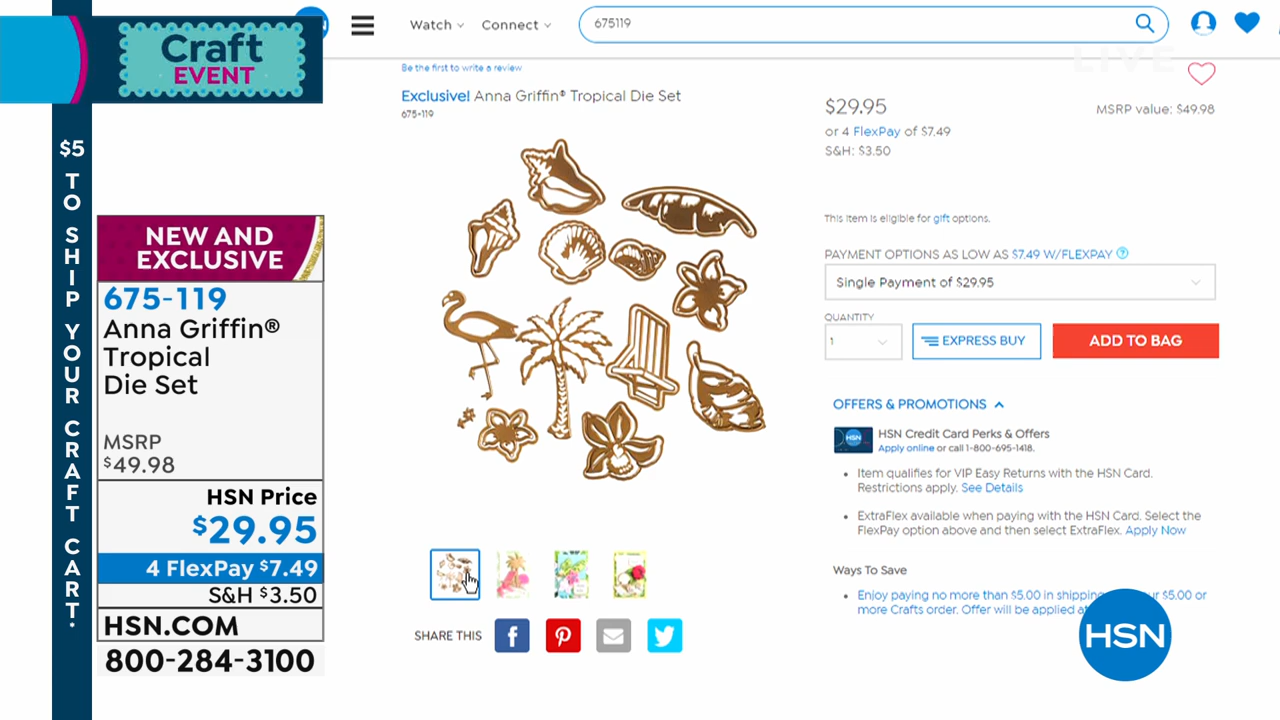 Craft
EVENT
$5 TO SHIP YOUR CRAFT CART.*
NEW AND
EXCLUSIVE
675-119
Anna Griffin®
Tropical
Die Set
MSRP
$49.98
HSN Price
$29.95
4 FlexPay $7.49
S&H $3.50
HSN.COM
800-284-3100
Watch
Connect
675119
LIVE
Be the first to write a review
Exclusive! Anna Griffin® Tropical Die Set
675-119
$29.95
MSRP value: $49.98
or 4 FlexPay of $7.49
S&H: $3.50
This item is eligible for gift options.
PAYMENT OPTIONS AS LOW AS $7.49 W/FLEXPAY ?
Single Payment of $29.95
QUANTITY
1
EXPRESS BUY
ADD TO BAG
OFFERS & PROMOTIONS
HSN
HSN Credit Card Perks & Offers
Apply online or call 1-800-695-1418.
• Item qualifies for VIP Easy Returns with the HSN Card.
Restrictions apply. See Details
• ExtraFlex available when paying with the HSN Card. Select the
FlexPay option above and then select ExtraFlex. Apply Now
Ways To Save
• Enjoy paying no more than $5.00 in shipping $5.00 or
more Crafts order. Offer will be applied
SHARE THIS
HSN